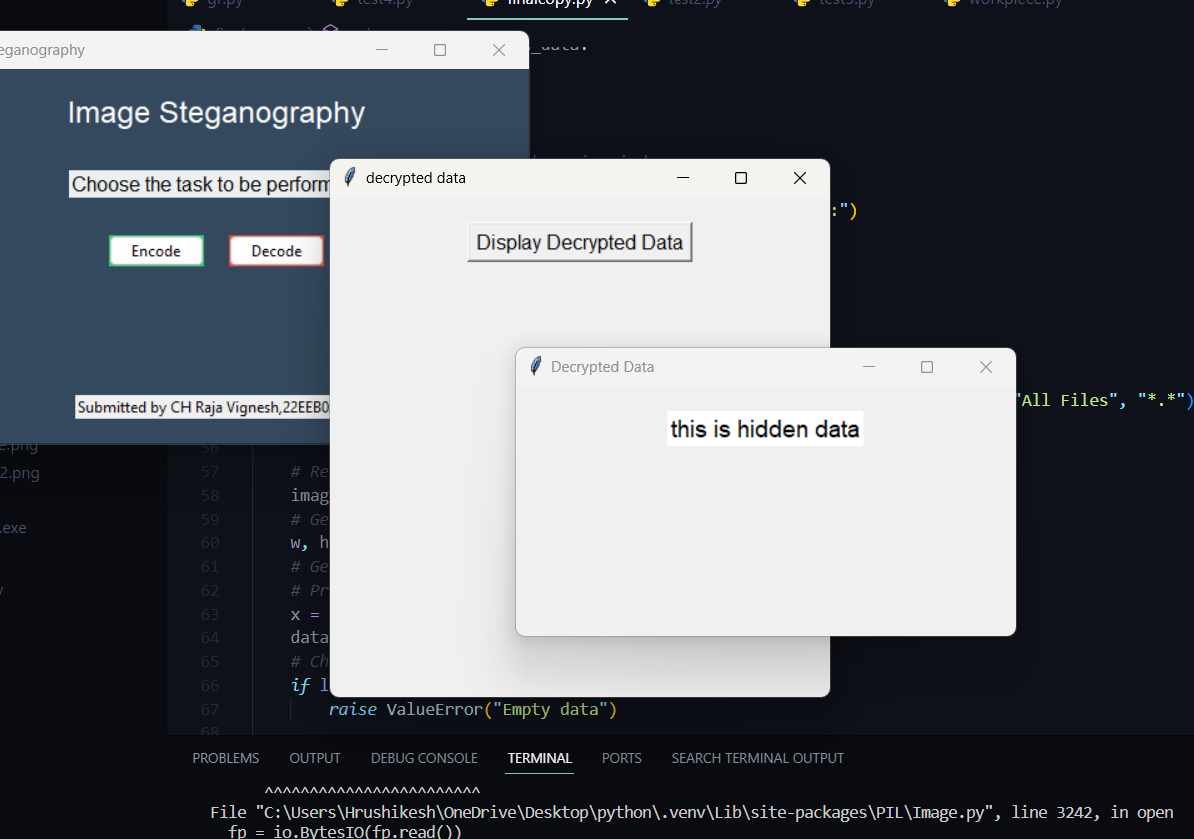 gr.py test4.py finalcopy.py test2.py test3.py workpiece.py
eganography
_data.
Image Steganography
Choose the task to be perform
decrypted data
:")
Encode Decode
Display Decrypted Data
Decrypted Data
"All Files", "*.*")
Submitted by CH Raja Vignesh,22EEB0
this is hidden data
e.png
56
2.png
57 # Re
58 imag
59 # Ge
.exe
60 w, h
61 # Ge
62 # Pr
63 x =
64 data
65 # Ch
66 if l
67 raise ValueError("Empty data")
68
PROBLEMS OUTPUT DEBUG CONSOLE TERMINAL PORTS SEARCH TERMINAL OUTPUT
^^^^^^^^^^^^^^^^^^^^^^^^
File "C:\Users\Hrushikesh\OneDrive\Desktop\python\.venv\Lib\site-packages\PIL\Image.py", line 3242, in open
fp = io.BytesIO(fp.read())